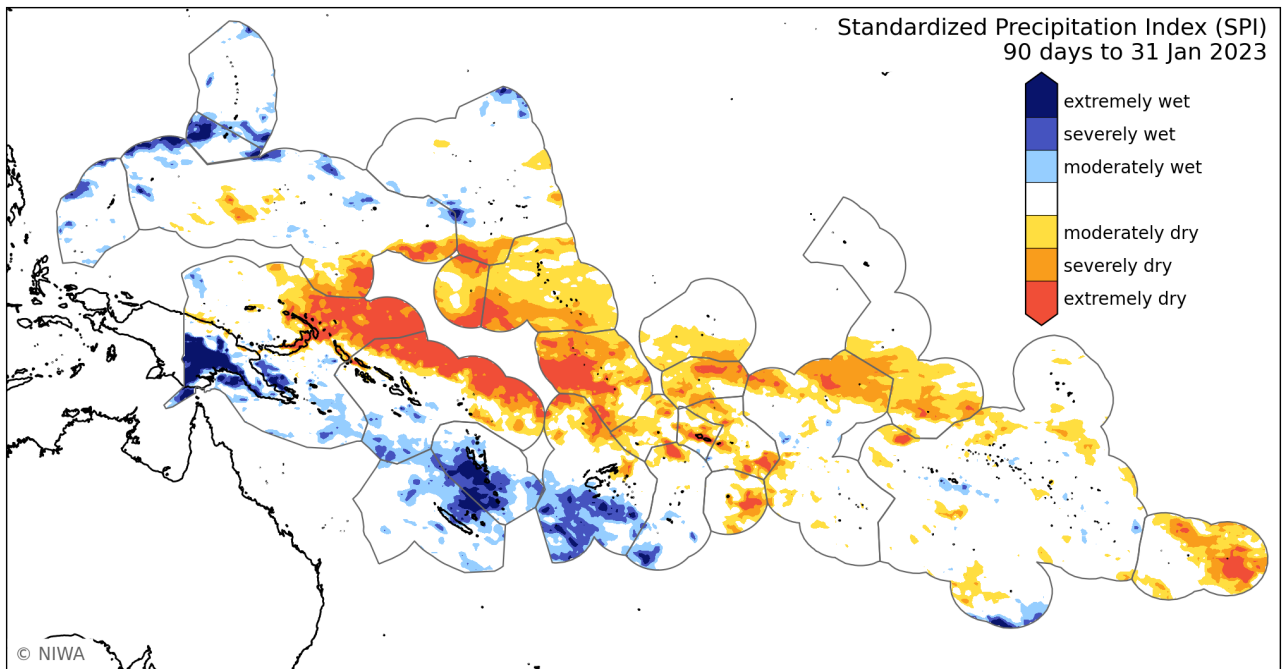 Standardized Precipitation Index (SPI)
90 days to 31 Jan 2023
extremely wet
severely wet
moderately wet
moderately dry
severely dry
extremely dry
© NIWA